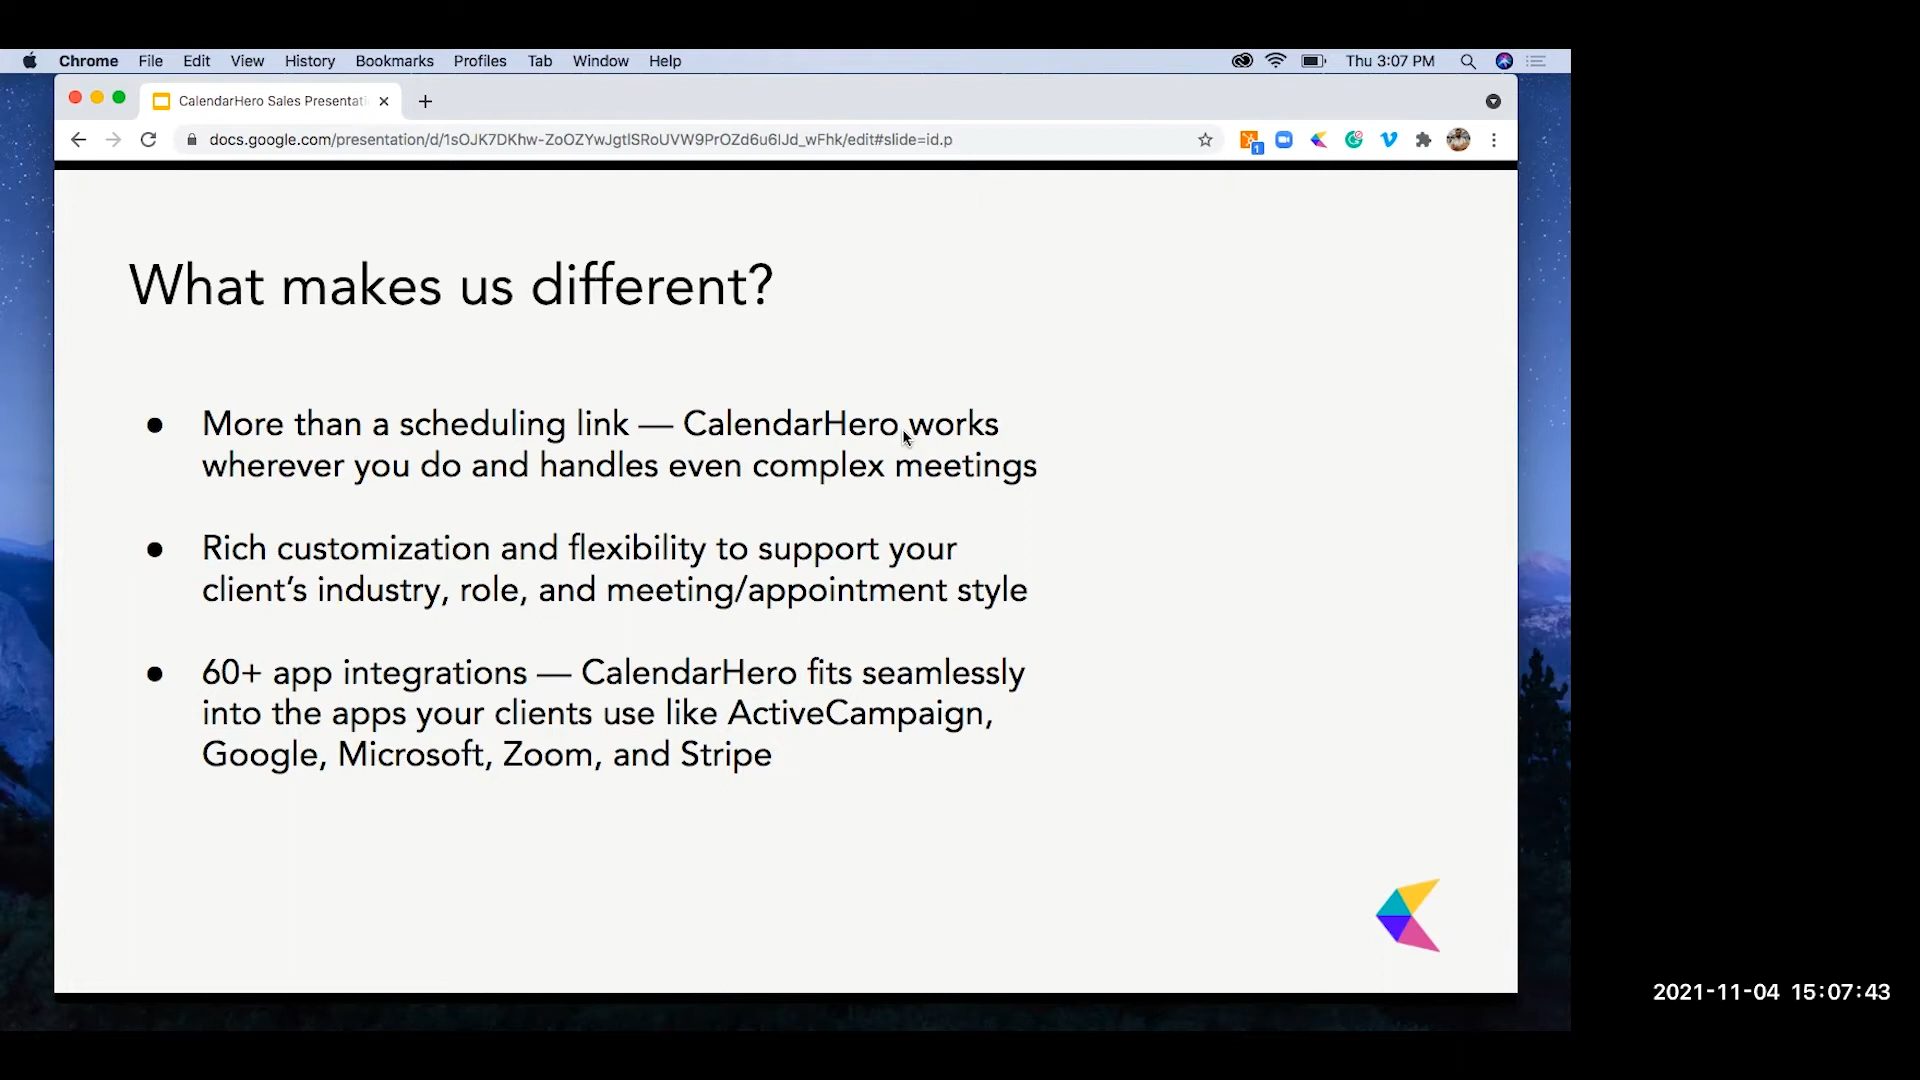 Chrome File Edit View History Bookmarks Profiles Tab Window Help Thu 3:07 PM
CalendarHero Sales Presentati
docs.google.com/presentation/d/1sOJK7DKhw-ZoOZYwJgtlSRoUVW9PrOZd6u6lJd_wFhk/edit#slide=id.p
1
What makes us different?
● More than a scheduling link — CalendarHero works
wherever you do and handles even complex meetings
● Rich customization and flexibility to support your
client’s industry, role, and meeting/appointment style
● 60+ app integrations — CalendarHero fits seamlessly
into the apps your clients use like ActiveCampaign,
Google, Microsoft, Zoom, and Stripe
2021-11-04 15:07:43